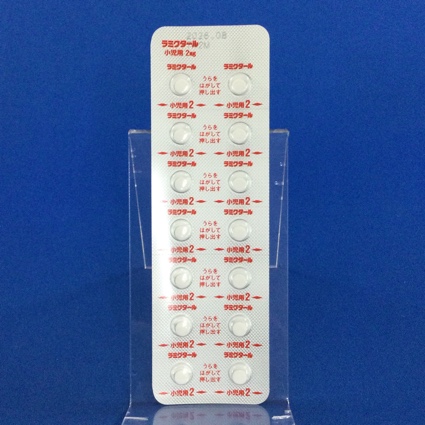 2026.08
ラミクタール
小児用 2mg
ラミクタール ラミクタール
うらを
はがして
押し出す
小児用2 小児用2
ラミクタール ラミクタール
うらを
はがして
押し出す
小児用2 小児用2
ラミクタール ラミクタール
うらを
はがして
押し出す
小児用2 小児用2
ラミクタール ラミクタール
うらを
はがして
押し出す
小児用2 小児用2
ラミクタール ラミクタール
うらを
はがして
押し出す
小児用2 小児用2
ラミクタール ラミクタール
うらを
はがして
押し出す
小児用2 小児用2
ラミクタール ラミクタール
うらを
はがして
押し出す
小児用2 小児用2